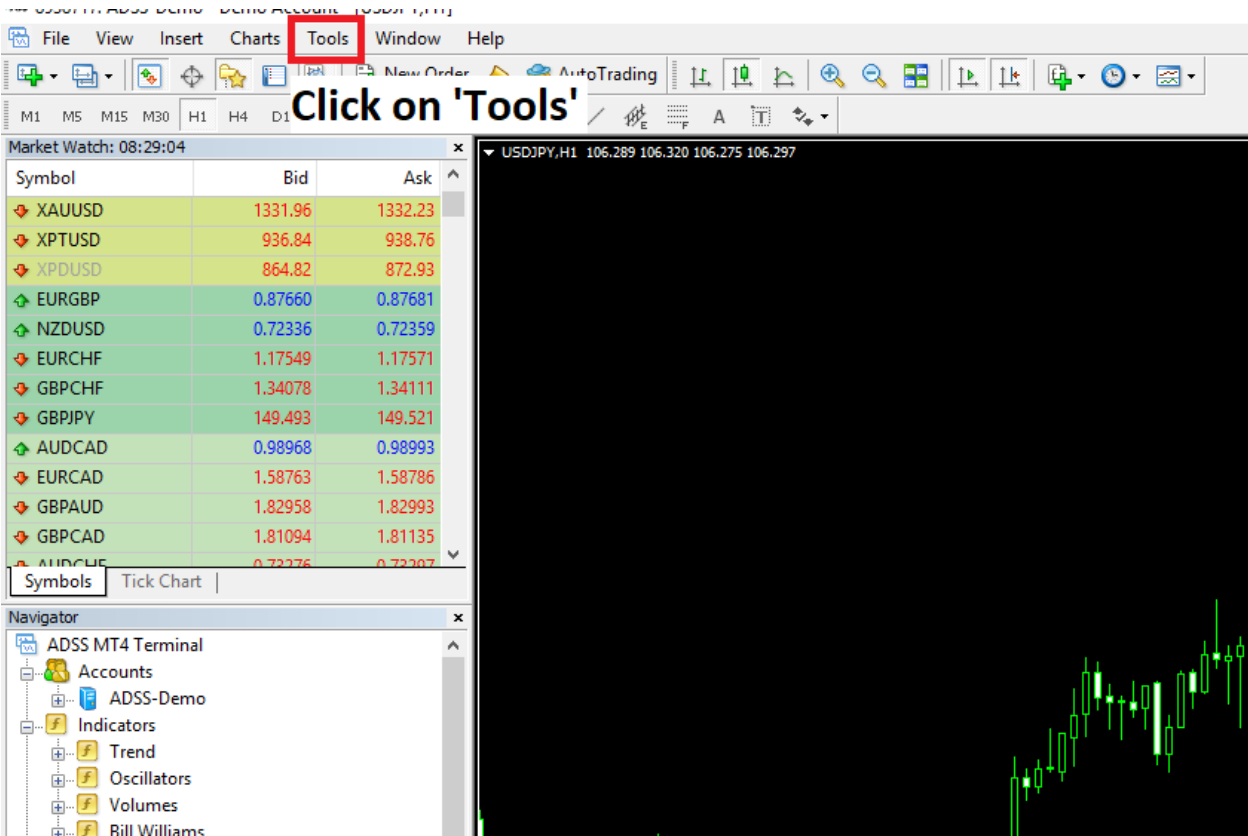 File View Insert Charts Tools Window Help
New Order AutoTrading
Click on 'Tools'
M1 M5 M15 M30 H1 H4 D1
E F A T
Market Watch: 08:29:04
USDJPY,H1 106.289 106.320 106.275 106.297
Symbol Bid Ask
XAUUSD 1331.96 1332.23
XPTUSD 936.84 938.76
XPDUSD 864.82 872.93
EURGBP 0.87660 0.87681
NZDUSD 0.72336 0.72359
EURCHF 1.17549 1.17571
GBPCHF 1.34078 1.34111
GBPJPY 149.493 149.521
AUDCAD 0.98968 0.98993
EURCAD 1.58763 1.58786
GBPAUD 1.82958 1.82993
GBPCAD 1.81094 1.81135
AUDCHF 0.73276 0.73297
Symbols Tick Chart
Navigator
ADSS MT4 Terminal
Accounts
ADSS-Demo
Indicators
Trend
Oscillators
Volumes
Bill Williams